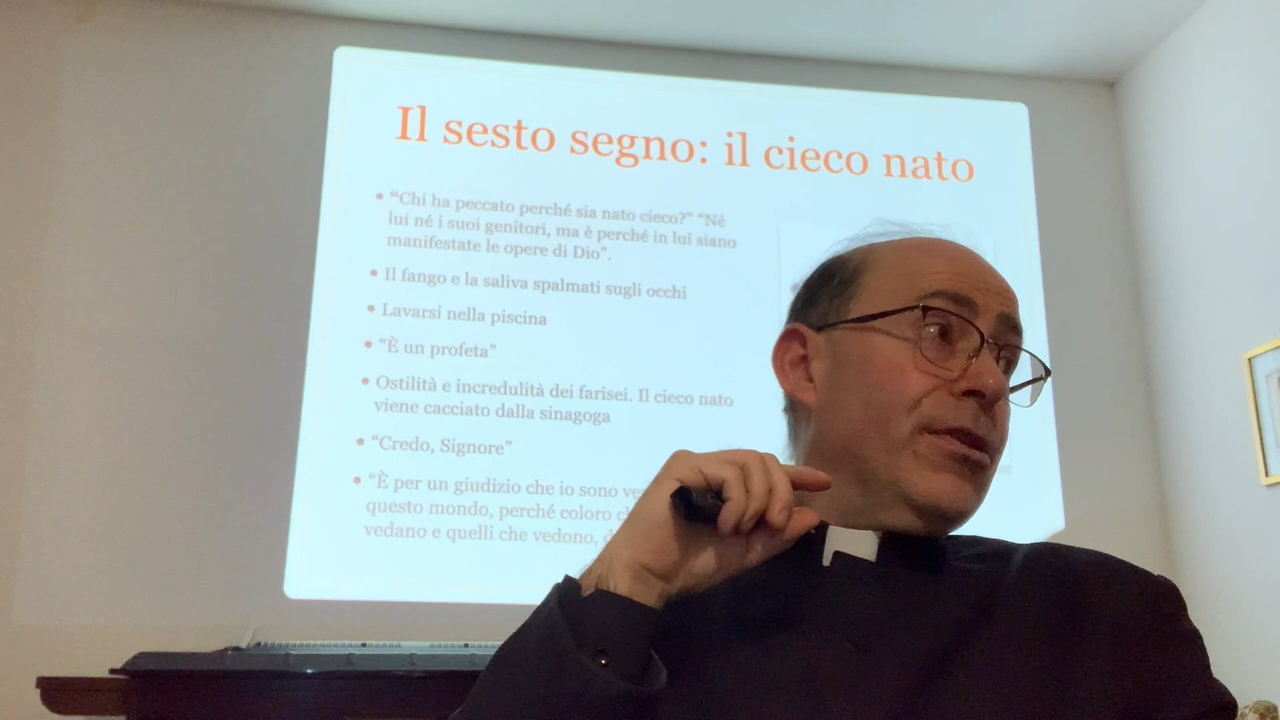 Il sesto segno: il cieco nato
• “Chi ha peccato perché sia nato cieco?” “Né
lui né i suoi genitori, ma è perché in lui siano
manifestate le opere di Dio”.
• Il fango e la saliva spalmati sugli occhi
• Lavarsi nella piscina
• “È un profeta”
• Ostilità e incredulità dei farisei. Il cieco nato
viene cacciato dalla sinagoga
• “Credo, Signore”
• “È per un giudizio che io sono
questo mondo, perché coloro
vedano e quelli che vedono,